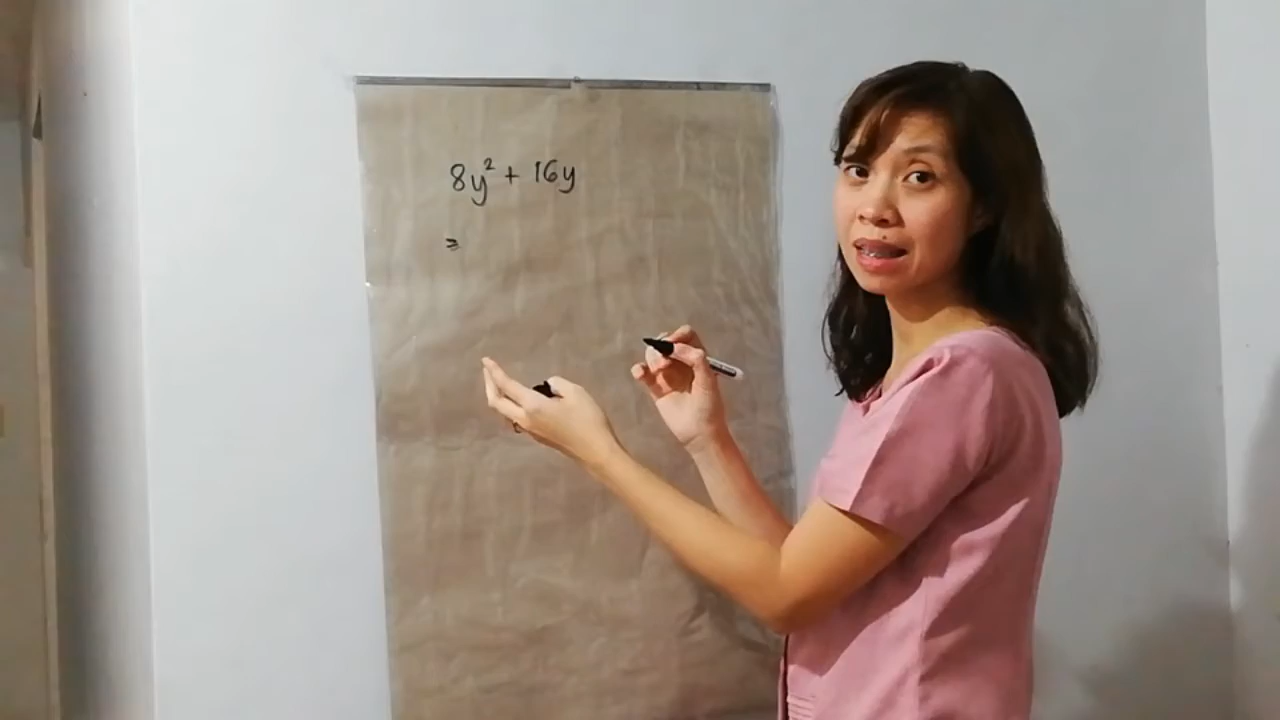 8y² + 16y
=